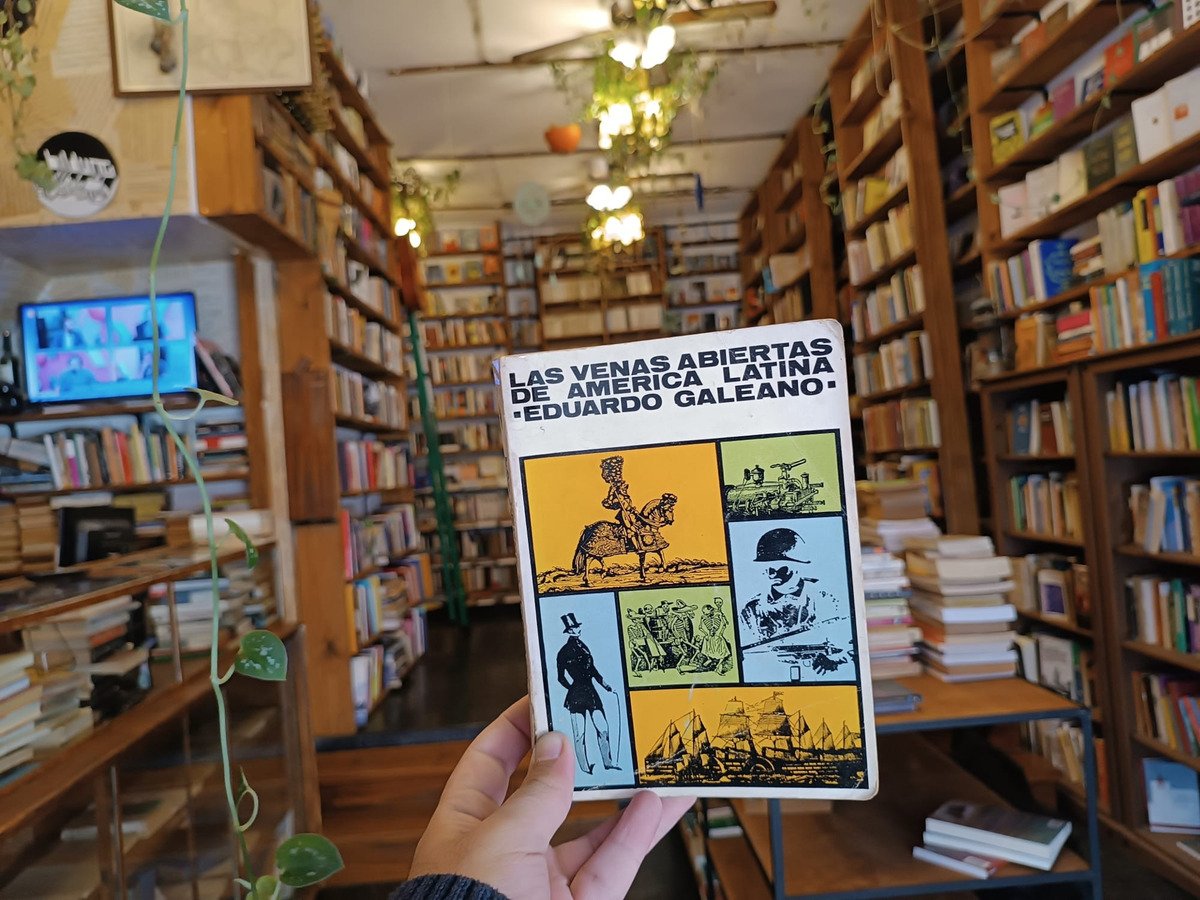 LAS VENAS ABIERTAS
DE AMERICA LATINA
·EDUARDO GALEANO·